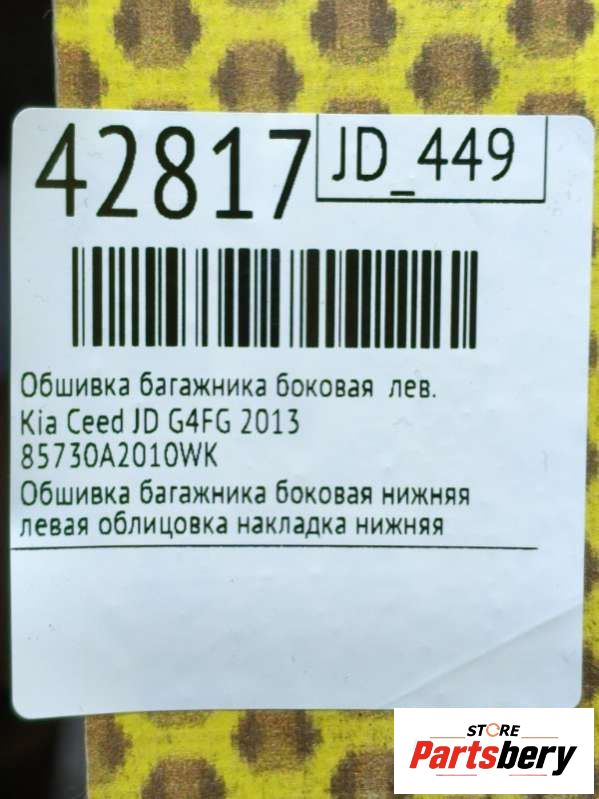 42817 JD_449
Обшивка багажника боковая лев.
Kia Ceed JD G4FG 2013
85730A2010WK
Обшивка багажника боковая нижняя
левая облицовка накладка нижняя
STORE
Partsbery